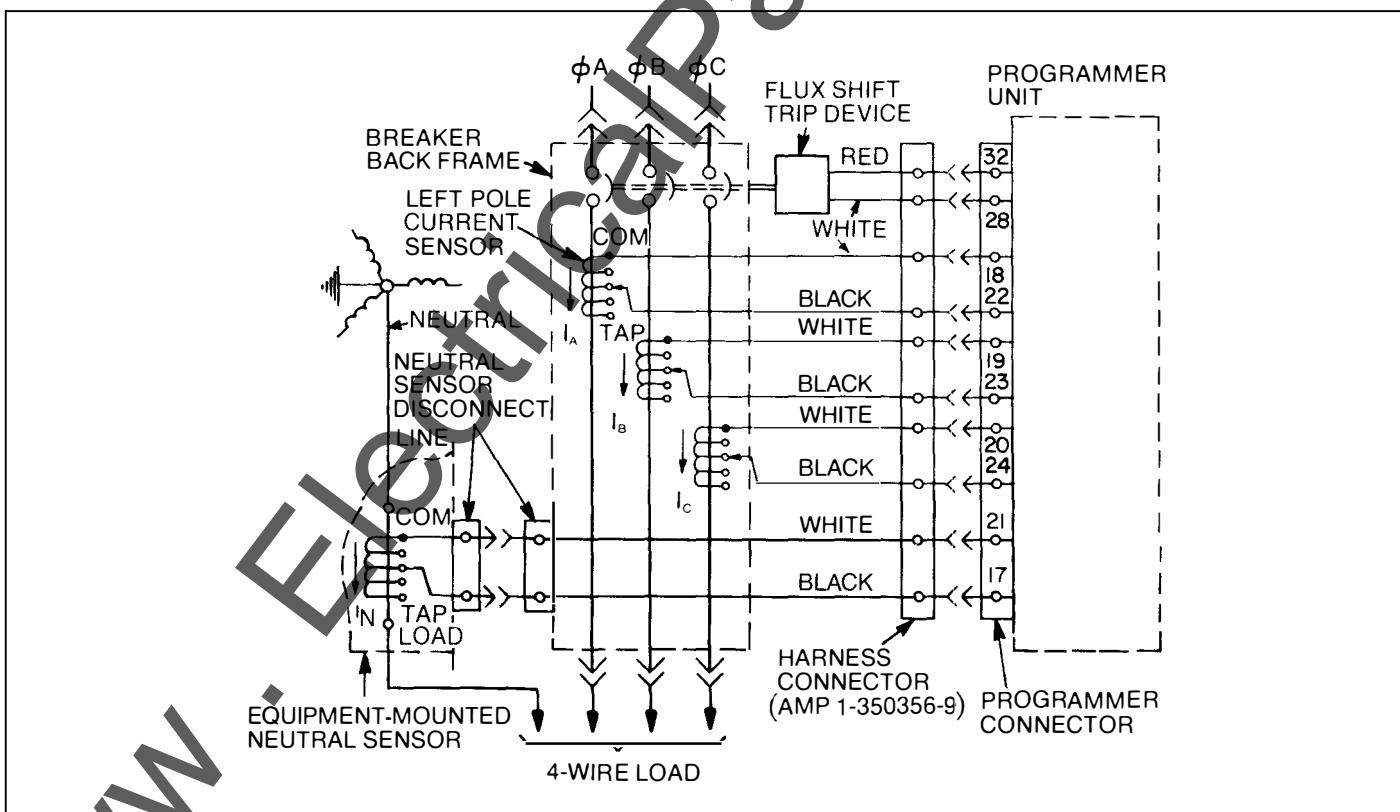 www. ElectricalPa
ϕA ϕB ϕC
FLUX SHIFT
TRIP DEVICE
PROGRAMMER
UNIT
BREAKER
BACK FRAME
RED
32
28
LEFT POLE
CURRENT
SENSOR
COM
WHITE
18
BLACK
22
TAP
IA
WHITE
19
NEUTRAL
NEUTRAL
SENSOR
DISCONNECT
BLACK
23
IB
WHITE
20
LINE
BLACK
24
IC
COM
WHITE
21
BLACK
17
IN
TAP
LOAD
HARNESS
CONNECTOR
(AMP 1-350356-9)
PROGRAMMER
CONNECTOR
EQUIPMENT-MOUNTED
NEUTRAL SENSOR
4-WIRE LOAD